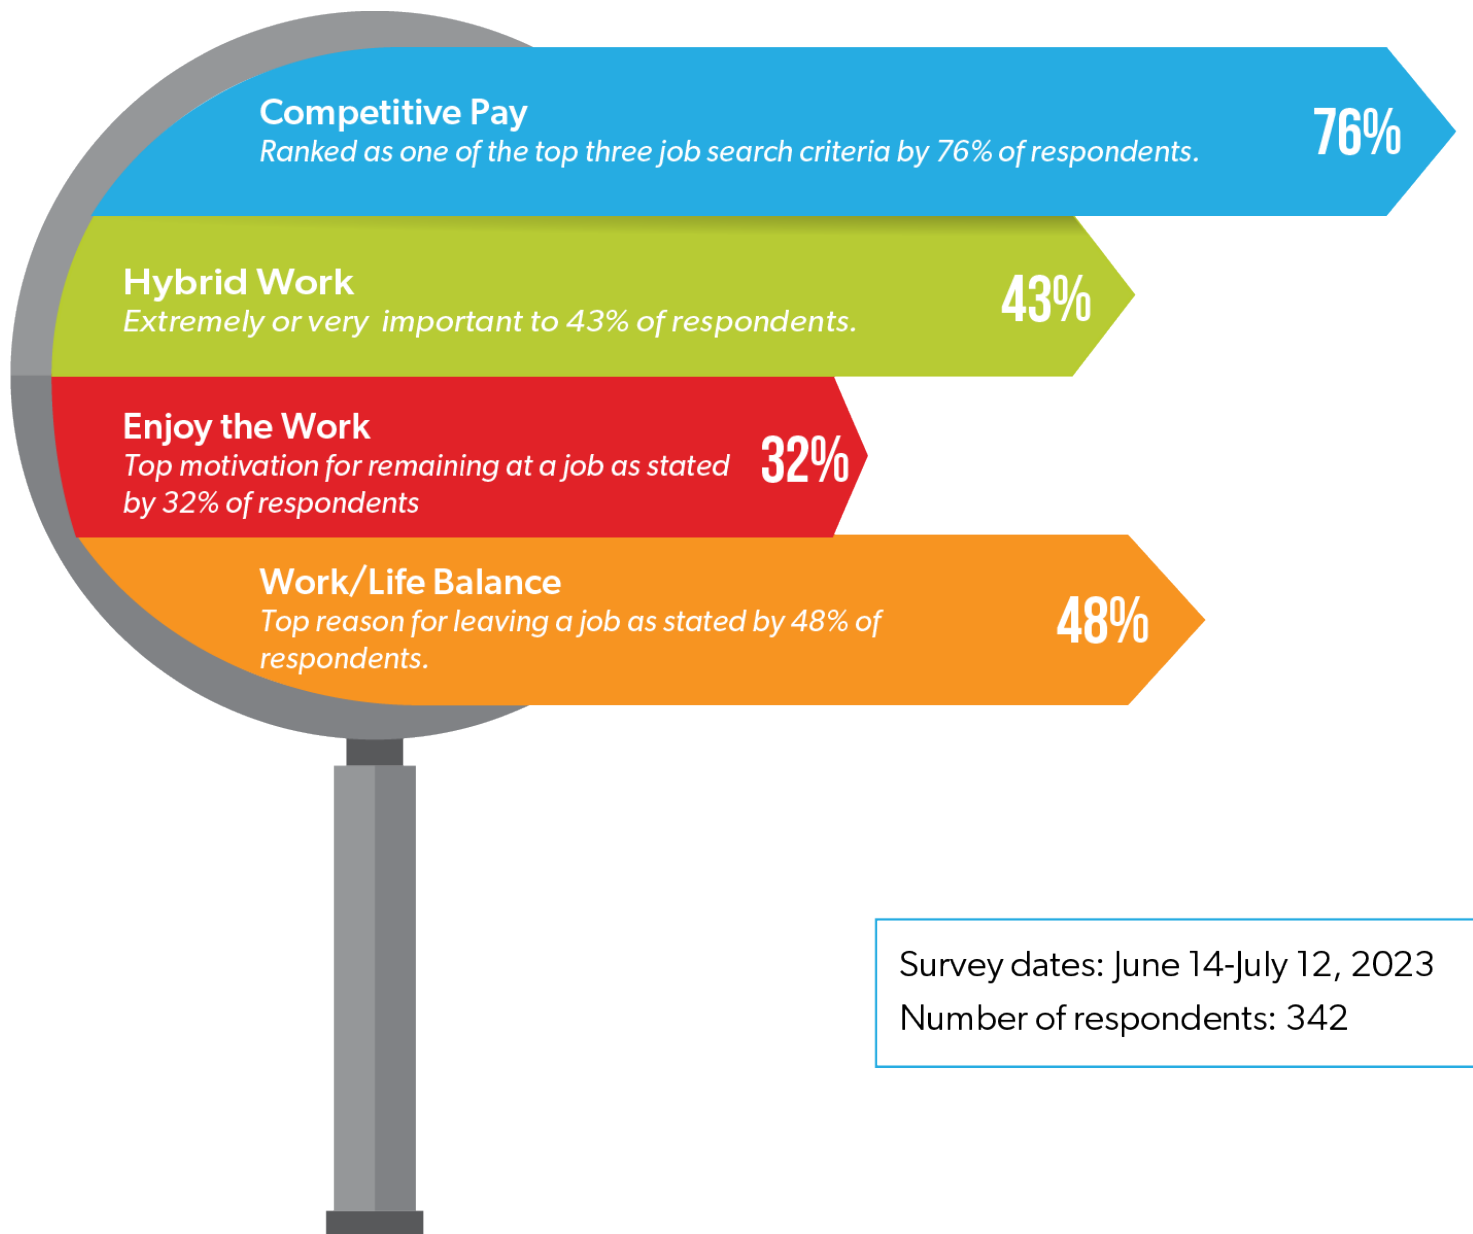 Competitive Pay
Ranked as one of the top three job search criteria by 76% of respondents.
76%
Hybrid Work
Extremely or very important to 43% of respondents.
43%
Enjoy the Work
Top motivation for remaining at a job as stated
by 32% of respondents
32%
Work/Life Balance
Top reason for leaving a job as stated by 48% of
respondents.
48%
Survey dates: June 14-July 12, 2023
Number of respondents: 342